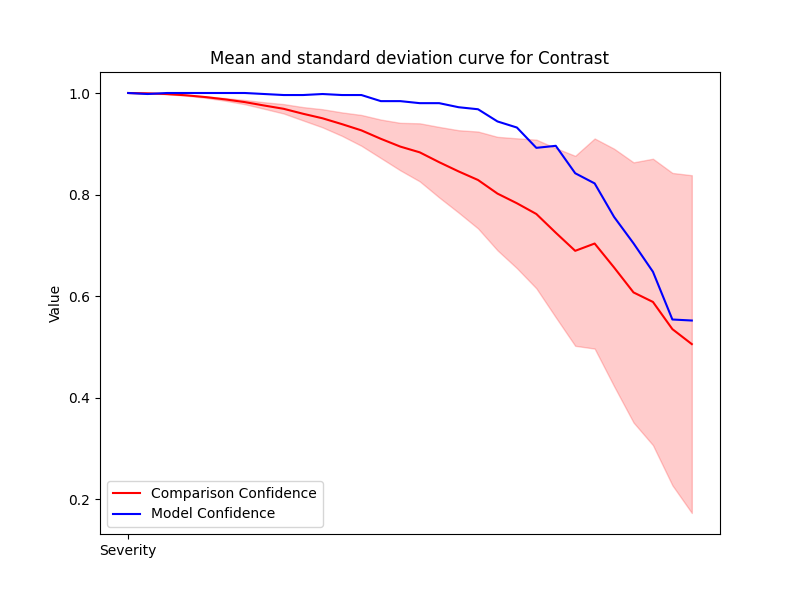 Mean and standard deviation curve for Contrast
1.0
0.8
0.6
0.4
0.2
Value
Comparison Confidence
Model Confidence
Severity